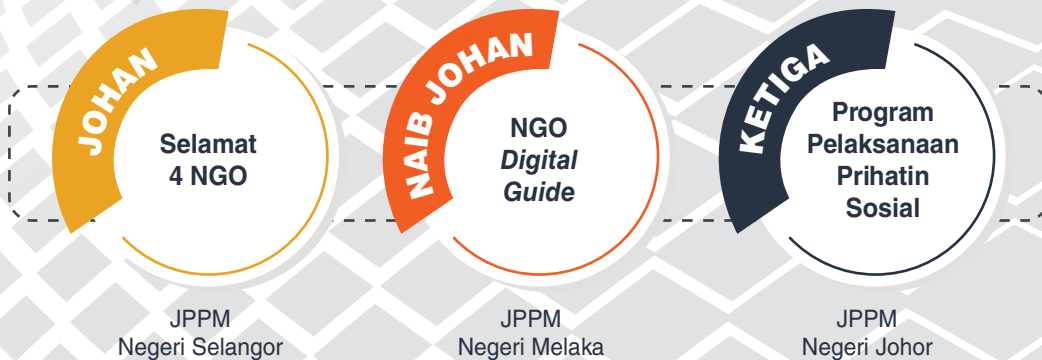 JOHAN
Selamat
4 NGO
JPPM
Negeri Selangor
NAIB JOHAN
NGO
Digital
Guide
JPPM
Negeri Melaka
KETIGA
Program
Pelaksanaan
Prihatin
Sosial
JPPM
Negeri Johor